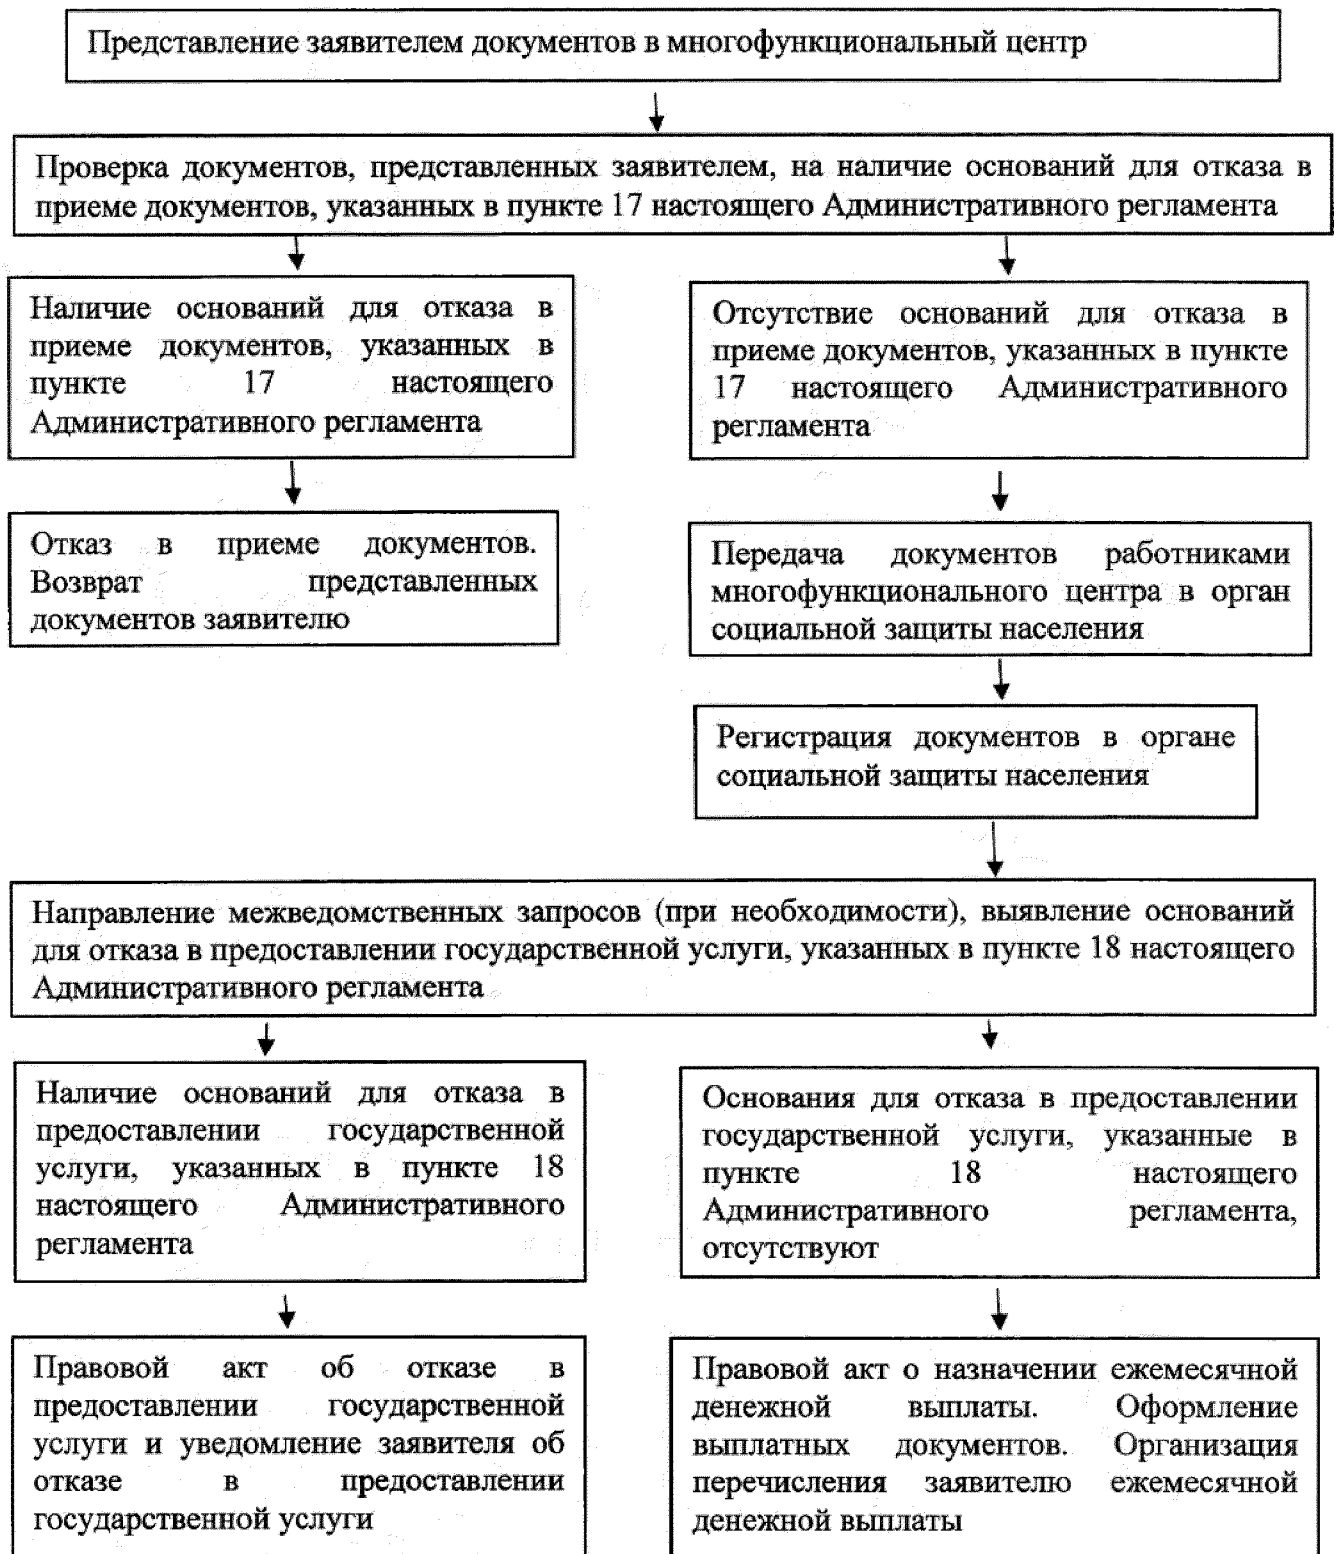 Представление заявителем документов в многофункциональный центр
Проверка документов, представленных заявителем, на наличие оснований для отказа в
приеме документов, указанных в пункте 17 настоящего Административного регламента
Наличие оснований для отказа в
приеме документов, указанных в
пункте 17 настоящего
Административного регламента
Отсутствие оснований для отказа в
приеме документов, указанных в пункте
17 настоящего Административного
регламента
Отказ в приеме документов.
Возврат представленных
документов заявителю
Передача документов работниками
многофункционального центра в орган
социальной защиты населения
Регистрация документов в органе
социальной защиты населения
Направление межведомственных запросов (при необходимости), выявление оснований
для отказа в предоставлении государственной услуги, указанных в пункте 18 настоящего
Административного регламента
Наличие оснований для отказа в
предоставлении государственной
услуги, указанных в пункте 18
настоящего Административного
регламента
Основания для отказа в предоставлении
государственной услуги, указанные в
пункте 18 настоящего
Административного регламента,
отсутствуют
Правовой акт об отказе в
предоставлении государственной
услуги и уведомление заявителя об
отказе в предоставлении
государственной услуги
Правовой акт о назначении ежемесячной
денежной выплаты. Оформление
выплатных документов. Организация
перечисления заявителю ежемесячной
денежной выплаты